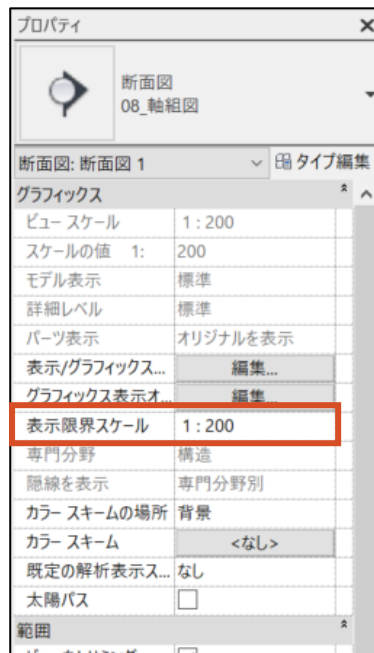 プロパティ
断面図
08_軸組図
断面図: 断面図 1
タイプ編集
グラフィックス
ビュー スケール 1 : 200
スケールの値 1: 200
モデル表示 標準
詳細レベル 標準
パーツ表示 オリジナルを表示
表示/グラフィックス... 編集...
グラフィックス表示オ... 編集...
表示限界スケール 1 : 200
専門分野 構造
隠線を表示 専門分野別
カラー スキームの場所 背景
カラー スキーム <なし>
既定の解析表示ス... なし
太陽パス
範囲